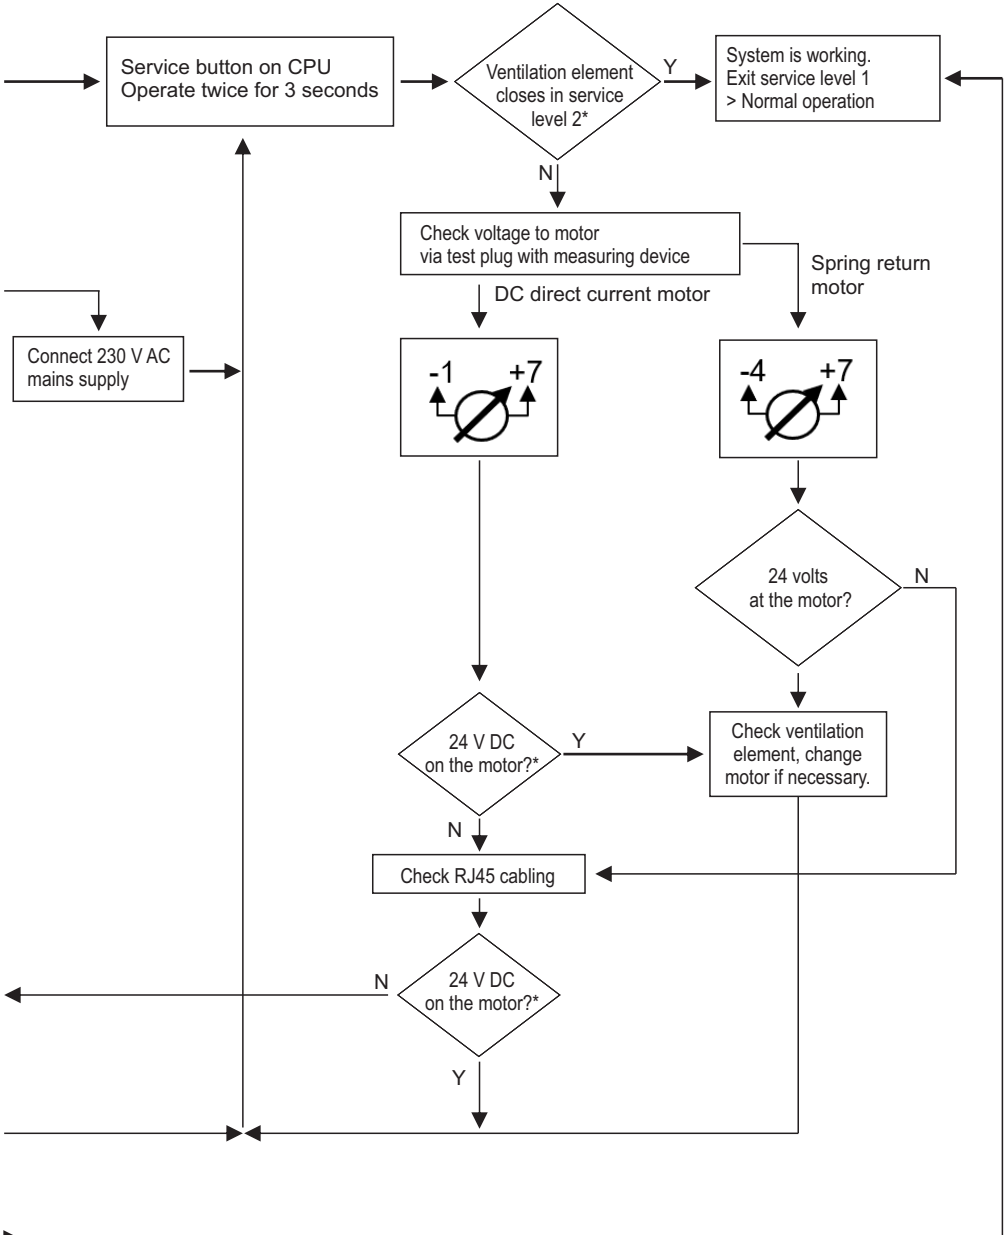 Service button on CPU
Operate twice for 3 seconds
Ventilation element
closes in service
level 2*
Y
System is working.
Exit service level 1
> Normal operation
N
Check voltage to motor
via test plug with measuring device
Spring return
motor
DC direct current motor
Connect 230 V AC
mains supply
-1 +7
-4 +7
24 volts
at the motor?
N
24 V DC
on the motor?*
Y
Check ventilation
element, change
motor if necessary.
N
Check RJ45 cabling
24 V DC
on the motor?*
N
Y